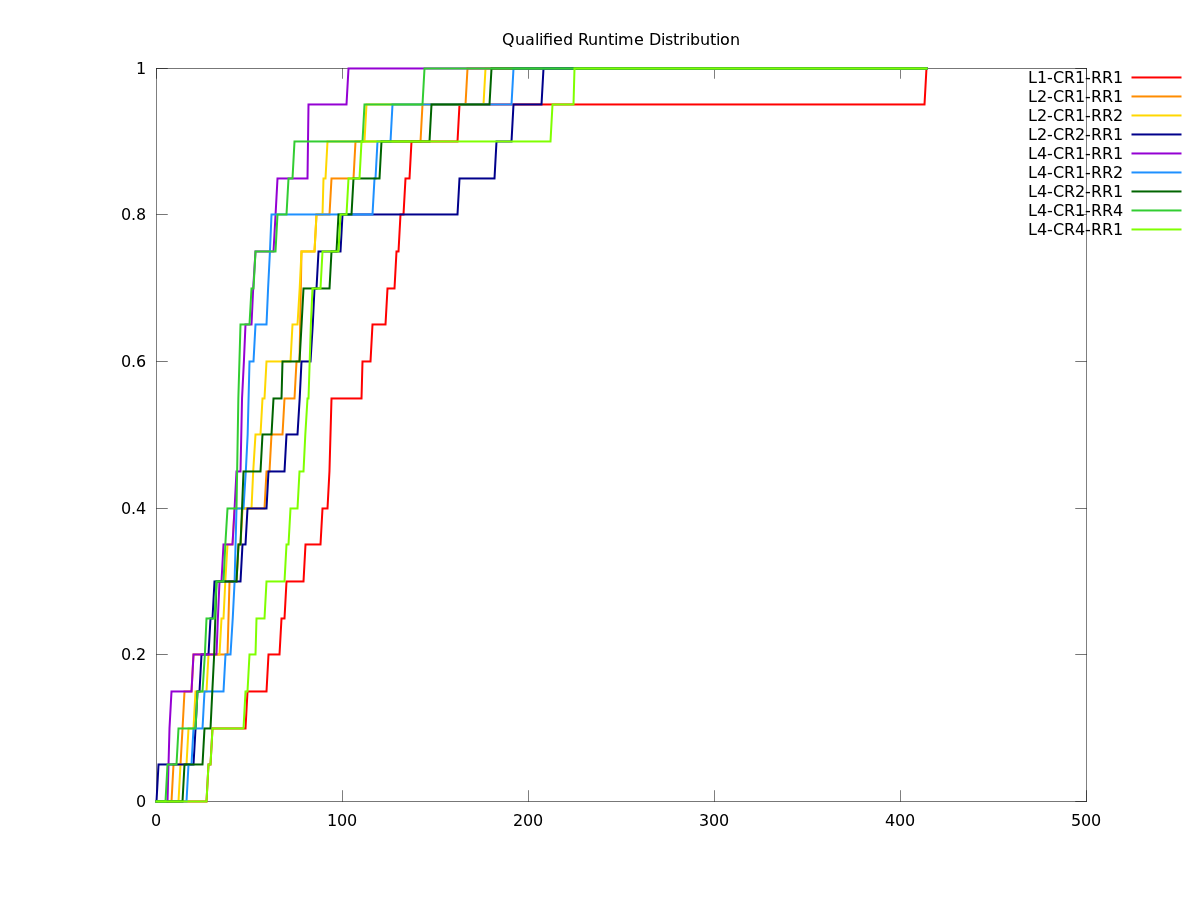 Qualified Runtime Distribution
1
0.8
0.6
0.4
0.2
0
0 100 200 300 400 500
L1-CR1-RR1
L2-CR1-RR1
L2-CR1-RR2
L2-CR2-RR1
L4-CR1-RR1
L4-CR1-RR2
L4-CR2-RR1
L4-CR1-RR4
L4-CR4-RR1